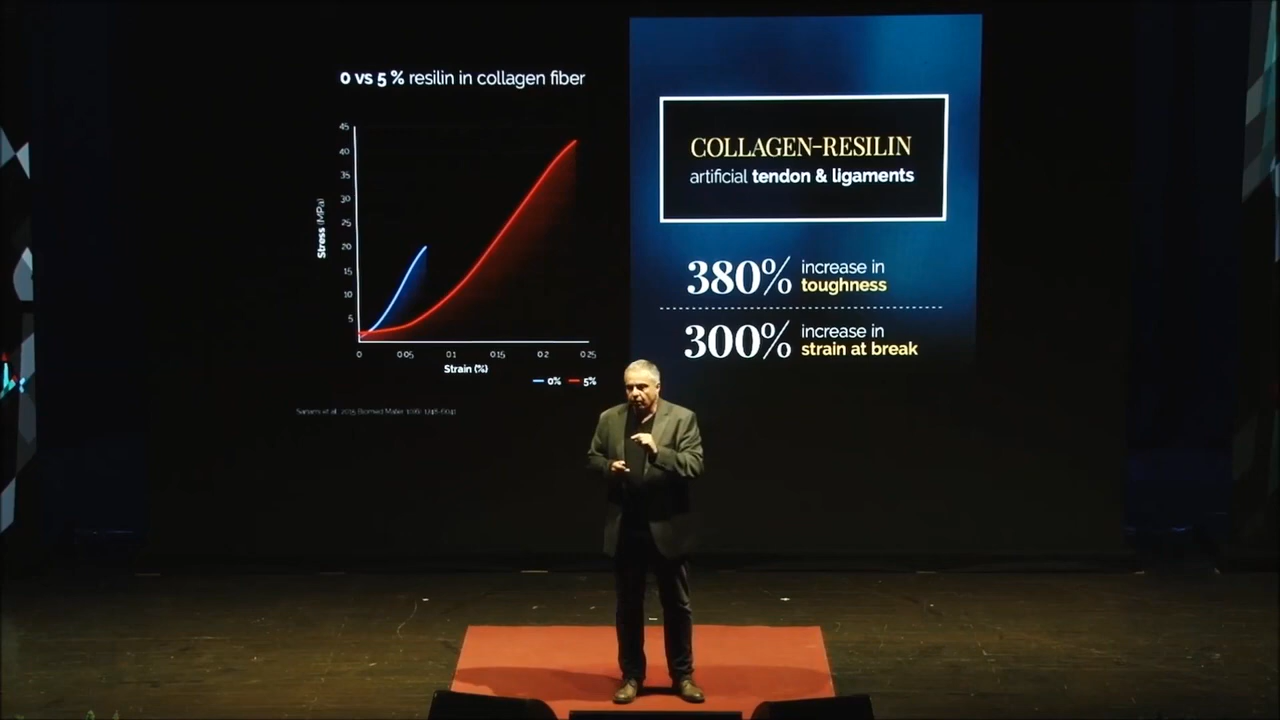 0 vs 5 % resilin in collagen fiber
45
40
35
30
25
20
15
10
5
Stress (MPa)
0 0.05 0.1 0.15 0.2 0.25
Strain (%)
0% 5%
COLLAGEN-RESILIN
artificial tendon & ligaments
380% increase in
toughness
300% increase in
strain at break